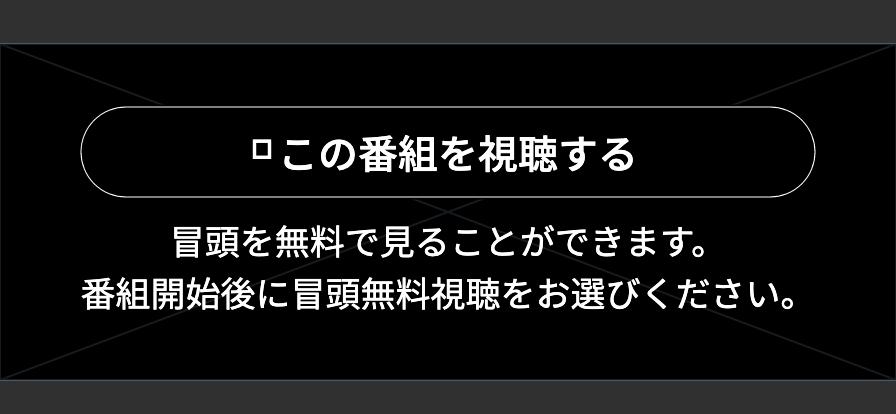 この番組を視聴する
冒頭を無料で見ることができます。
番組開始後に冒頭無料視聴をお選びください。